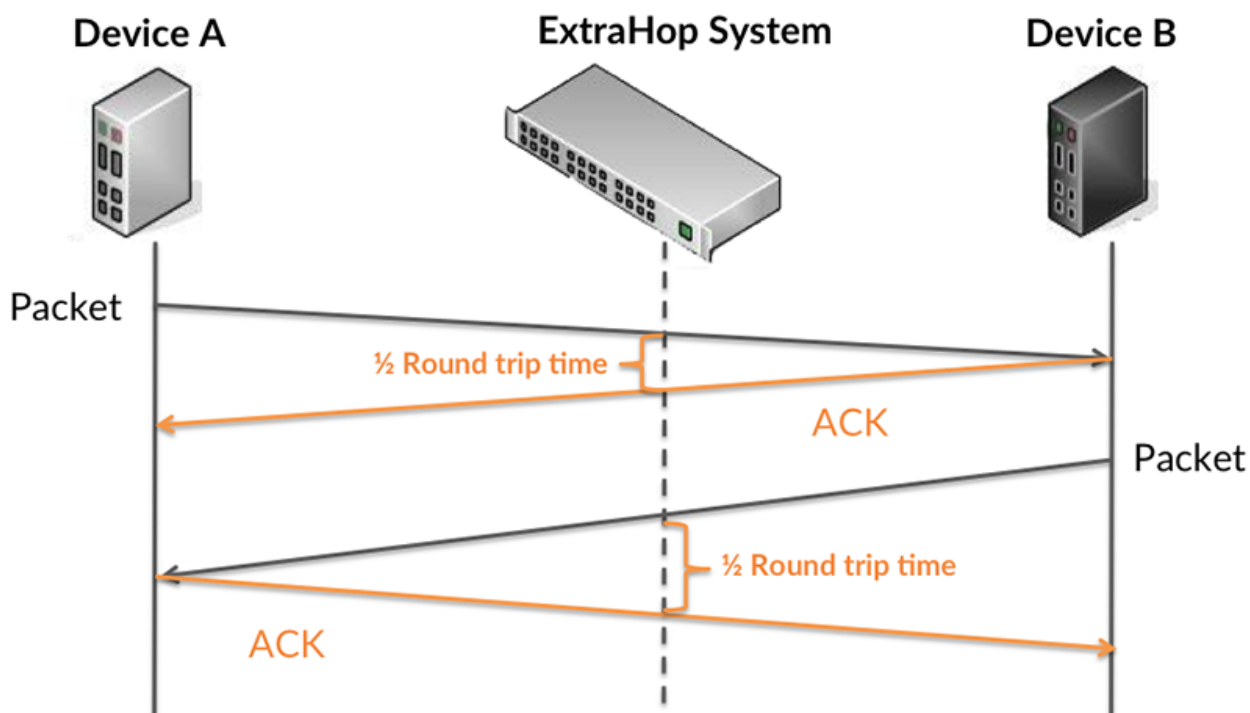 Device A
ExtraHop System
Device B
Packet
½ Round trip time
ACK
Packet
½ Round trip time
ACK